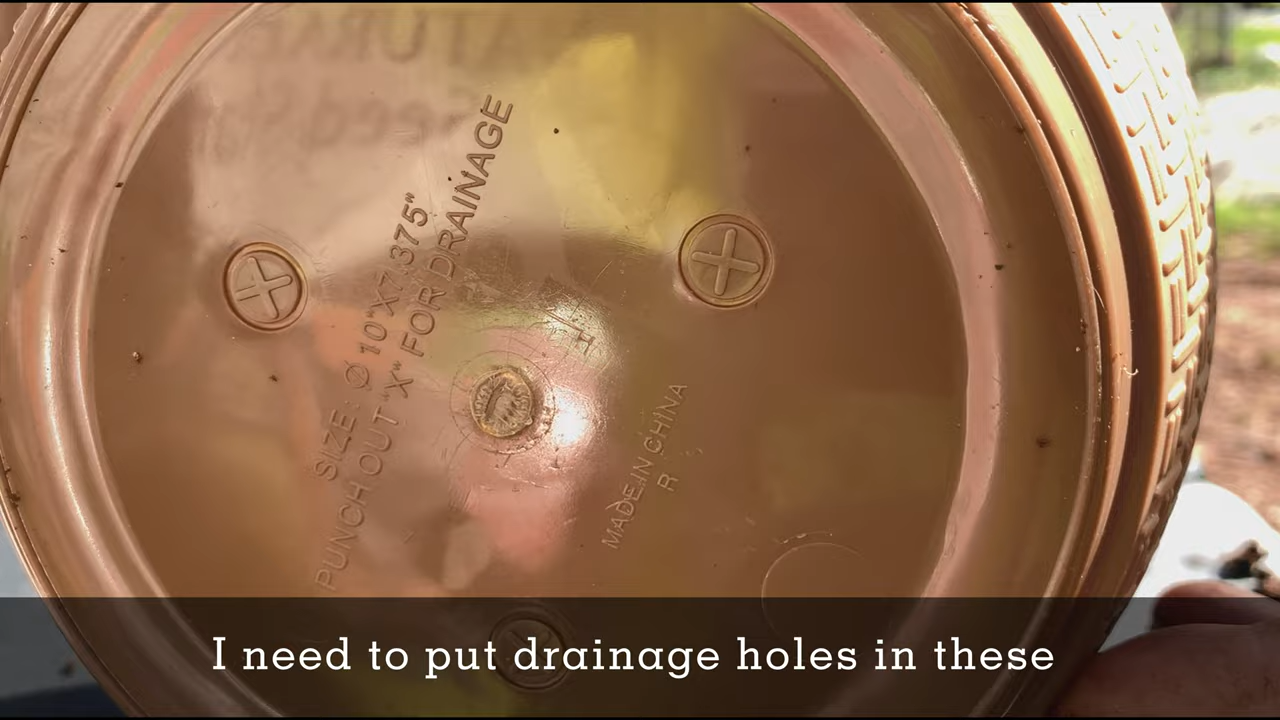 SIZE: Ø 10"X7.375"
PUNCH OUT "X" FOR DRAINAGE
MADE IN CHINA
R
H
I need to put drainage holes in these